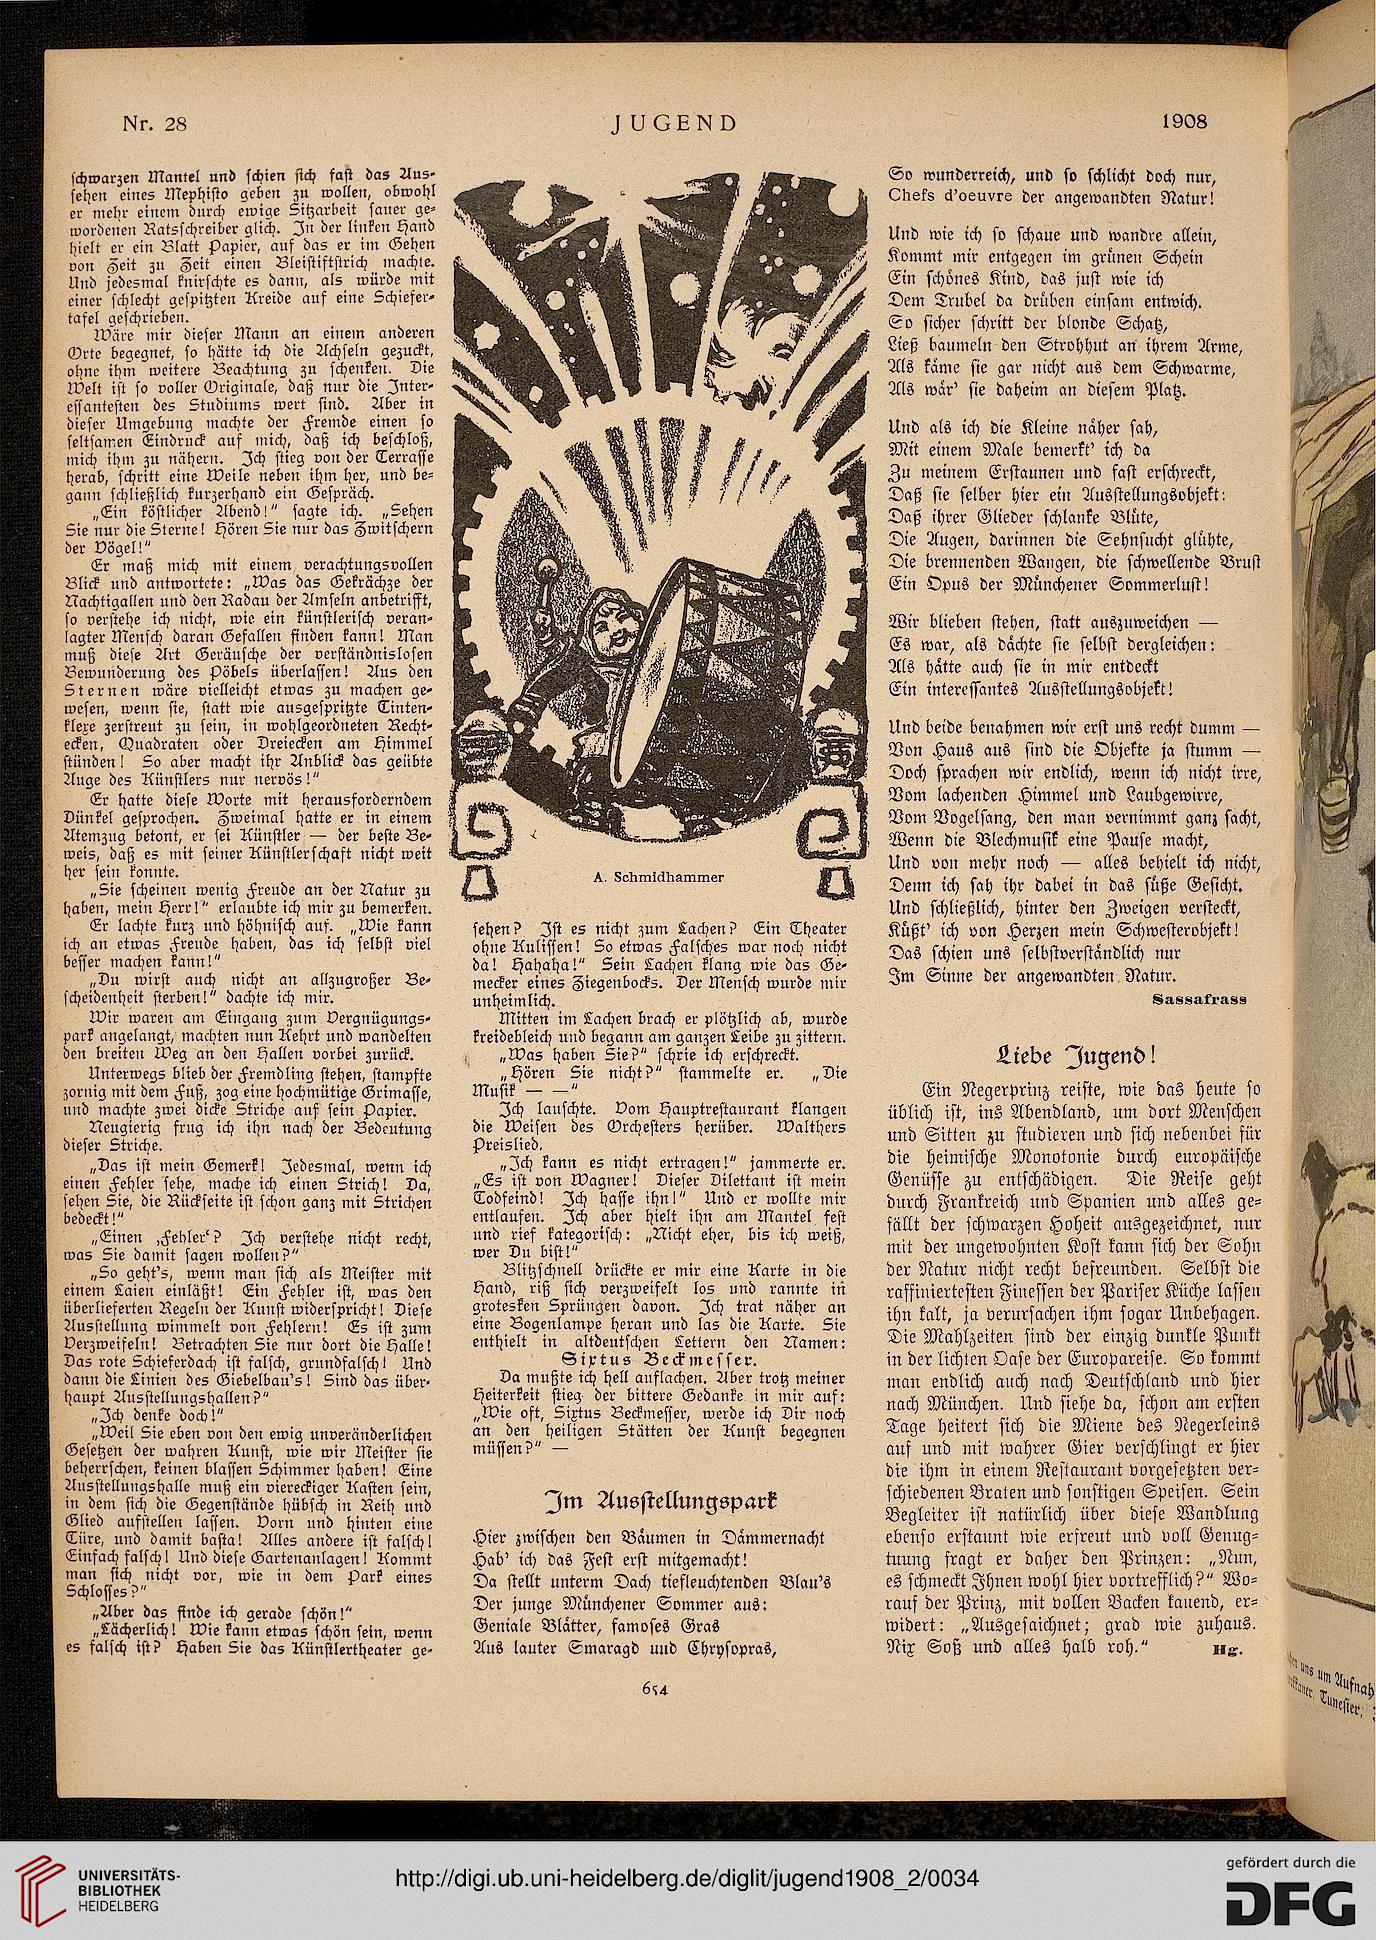 Nr. 28
JUGEND
1908
schwarzen Mantel und schien sich fast das Aus-
sehen eines Mephisto geben zu wollen, obwohl
er mehr einem durch ewige Sitzarbeit sauer ge-
wordenen Ratsschreiber glich. In der linken Hand
hielt er ein Blatt Papier, auf das er im Gehen
von Zeit zu Zeit einen Bleistiftstrich machte.
Und jedesmal knirschte es dann, als würde mit
einer schlecht gespitzten Kreide auf eine Schiefer-
tafel geschrieben.
Wäre mir dieser Mann an einem anderen
Orte begegnet, so hätte ich die Achseln gezuckt,
ohne ihm weitere Beachtung zu schenken. Die
Welt ist so voller Originale, daß nur die Inter-
essantesten des Studiums wert sind. Aber in
dieser Umgebung machte der Fremde einen so
seltsamen Eindruck auf mich, daß ich beschloß,
mich ihm zu nähern. Ich stieg von der Terrasse
herab, schritt eine Weile neben ihm her, und be-
gann schließlich kurzerhand ein Gespräch.
„Ein köstlicher Abend!“ sagte ich. „Sehen
Sie nur die Sterne! Hören Sie nur das Zwitschern
der Vögel!“
Er maß mich mit einem verachtungsvollen
Blick und antwortete: „Was das Gekrächze der
Nachtigallen und den Radau der Amseln anbetrifft,
so verstehe ich nicht, wie ein künstlerisch veran-
lagter Mensch daran Gefallen finden kann! Man
muß diese Art Geräusche der verständnislosen
Bewunderung des Pöbels überlassen! Aus den
Sternen wäre vielleicht etwas zu machen ge-
wesen, wenn sie, statt wie ausgespritzte Tinten-
klexe zerstreut zu sein, in wohlgeordneten Recht-
ecken, Quadraten oder Dreiecken am Himmel
stünden! So aber macht ihr Anblick das geübte
Auge des Künstlers nur nervös!“
Er hatte diese Worte mit herausforderndem
Dünkel gesprochen. Zweimal hatte er in einem
Atemzug betont, er sei Künstler — der beste Be-
weis, daß es mit seiner Künstlerschaft nicht weit
her sein konnte.
„Sie scheinen wenig Freude an der Natur zu
haben, mein Herr!“ erlaubte ich mir zu bemerken.
Er lachte kurz und höhnisch auf. „Wie kann
ich an etwas Freude haben, das ich selbst viel
besser machen kann!“
„Du wirst auch nicht an allzugroßer Be-
scheidenheit sterben!“ dachte ich mir.
Wir waren am Eingang zum Vergnügungs-
park angelangt, machten nun Kehrt und wandelten
den breiten Weg an den Hallen vorbei zurück.
Unterwegs blieb der Fremdling stehen, stampfte
zornig mit dem Fuß, zog eine hochmütige Grimasse,
und machte zwei dicke Striche auf sein Papier.
Neugierig frug ich ihn nach der Bedeutung
dieser Striche.
„Das ist mein Gemerk! Jedesmal, wenn ich
einen Fehler sehe, mache ich einen Strich! Da,
sehen Sie, die Rückseite ist schon ganz mit Strichen
bedeckt!“
„Einen ‚Fehler‘? Ich verstehe nicht recht,
was Sie damit sagen wollen?“
„So geht's, wenn man sich als Meister mit
einem Laien einläßt! Ein Fehler ist, was den
überlieferten Regeln der Kunst widerspricht! Diese
Ausstellung wimmelt von Fehlern! Es ist zum
Verzweifeln! Betrachten Sie nur dort die Halle!
Das rote Schieferdach ist falsch, grundfalsch! Und
dann die Linien des Giebelbau's! Sind das über-
haupt Ausstellungshallen?“
„Ich denke doch!“
„Weil Sie eben von den ewig unveränderlichen
Gesetzen der wahren Kunst, wie wir Meister sie
beherrschen, keinen blassen Schimmer haben! Eine
Ausstellungshalle muß ein viereckiger Kasten sein,
in dem sich die Gegenstände hübsch in Reih und
Glied aufstellen lassen. Vorn und hinten eine
Türe, und damit basta! Alles andere ist falsch!
Einfach falsch! Und diese Gartenanlagen! Kommt
man sich nicht vor, wie in dem Park eines
Schlosses?“
„Aber das finde ich gerade schön!“
„Lächerlich! Wie kann etwas schön sein, wenn
es falsch ist? Haben Sie das Künstlertheater ge-
A. Schmidhammer
sehen? Ist es nicht zum Lachen? Ein Theater
ohne Kulissen! So etwas Falsches war noch nicht
da! Hahaha!“ Sein Lachen klang wie das Ge-
mecker eines Ziegenbocks. Der Mensch wurde mir
unheimlich.
Mitten im Lachen brach er plötzlich ab, wurde
kreidebleich und begann am ganzen Leibe zu zittern.
„Was haben Sie?“ schrie ich erschreckt.
„Hören Sie nicht?“ stammelte er. „Die
Musik — —“
Ich lauschte. Vom Hauptrestaurant klangen
die Weisen des Orchesters herüber. Walthers
Preislied.
„Ich kann es nicht ertragen!“ jammerte er.
„Es ist von Wagner! Dieser Dilettant ist mein
Todfeind! Ich hasse ihn!“ Und er wollte mir
entlaufen. Ich aber hielt ihn am Mantel fest
und rief kategorisch: „Nicht eher, bis ich weiß,
wer Du bist!“
Blitzschnell drückte er mir eine Karte in die
Hand, riß sich verzweifelt los und rannte in
grotesken Sprüngen davon. Ich trat näher an
eine Bogenlampe heran und las die Karte. Sie
enthielt in altdeutschen Lettern den Namen:
Sixtus Beckmesser.
Da mußte ich hell auflachen. Aber trotz meiner
Heiterkeit stieg der bittere Gedanke in mir auf:
„Wie oft, Sixtus Beckmesser, werde ich Dir noch
an den heiligen Stätten der Kunst begegnen
müssen?“ —
Im Ausstellungspark
Hier zwischen den Bäumen in Dämmernacht
Hab' ich das Fest erst mitgemacht!
Da stellt unterm Dach tiefleuchtenden Blau's
Der junge Münchener Sommer aus:
Geniale Blätter, famoses Gras
Aus lauter Smaragd und Chrysopras,
So wunderreich, und so schlicht doch nur,
Chefs d'oeuvre der angewandten Natur!
Und wie ich so schaue und wandre allein,
Kommt mir entgegen im grünen Schein
Ein schönes Kind, das just wie ich
Dem Trubel da drüben einsam entwich.
So sicher schritt der blonde Schatz,
Ließ baumeln den Strohhut an ihrem Arme,
Als käme sie gar nicht aus dem Schwarme,
Als wär' sie daheim an diesem Platz.
Und als ich die Kleine näher sah,
Mit einem Male bemerkt' ich da
Zu meinem Erstaunen und fast erschreckt,
Daß sie selber hier ein Ausstellungsobjekt:
Daß ihrer Glieder schlanke Blüte,
Die Augen, darinnen die Sehnsucht glühte,
Die brennenden Wangen, die schwellende Brust
Ein Opus der Münchener Sommerlust!
Wir blieben stehen, statt auszuweichen —
Es war, als dächte sie selbst dergleichen:
Als hätte auch sie in mir entdeckt
Ein interessantes Ausstellungsobjekt!
Und beide benahmen wir erst uns recht dumm —
Von Haus aus sind die Objekte ja stumm —
Doch sprachen wir endlich, wenn ich nicht irre,
Vom lachenden Himmel und Laubgewirre,
Vom Vogelsang, den man vernimmt ganz sacht,
Wenn die Blechmusik eine Pause macht,
Und von mehr noch — alles behielt ich nicht,
Denn ich sah ihr dabei in das süße Gesicht.
Und schließlich, hinter den Zweigen versteckt,
Küßt' ich von Herzen mein Schwesterobjekt!
Das schien uns selbstverständlich nur
Im Sinne der angewandten Natur.
Sassafrass
Liebe Jugend!
Ein Negerprinz reiste, wie das heute so
üblich ist, ins Abendland, um dort Menschen
und Sitten zu studieren und sich nebenbei für
die heimische Monotonie durch europäische
Genüsse zu entschädigen. Die Reise geht
durch Frankreich und Spanien und alles ge-
fällt der schwarzen Hoheit ausgezeichnet, nur
mit der ungewohnten Kost kann sich der Sohn
der Natur nicht recht befreunden. Selbst die
raffiniertesten Finessen der Pariser Küche lassen
ihn kalt, ja verursachen ihm sogar Unbehagen.
Die Mahlzeiten sind der einzig dunkle Punkt
in der lichten Oase der Europareise. So kommt
man endlich auch nach Deutschland und hier
nach München. Und siehe da, schon am ersten
Tage heitert sich die Miene des Negerleins
auf und mit wahrer Gier verschlingt er hier
die ihm in einem Restaurant vorgesetzten ver-
schiedenen Braten und sonstigen Speisen. Sein
Begleiter ist natürlich über diese Wandlung
ebenso erstaunt wie erfreut und voll Genug-
tuung fragt er daher den Prinzen: „Nun,
es schmeckt Ihnen wohl hier vortrefflich?“ Wo-
rauf der Prinz, mit vollen Backen kauend, er-
widert: „Ausgesaichnet; grad wie zuhaus.
Nix Soß und alles halb roh.“ Hg.
654
uns um Aufnah
Tunesier,
UNIVERSITÄTS-
BIBLIOTHEK
HEIDELBERG
http://digi.ub.uni-heidelberg.de/diglit/jugend1908_2/0034
gefördert durch die
DFG